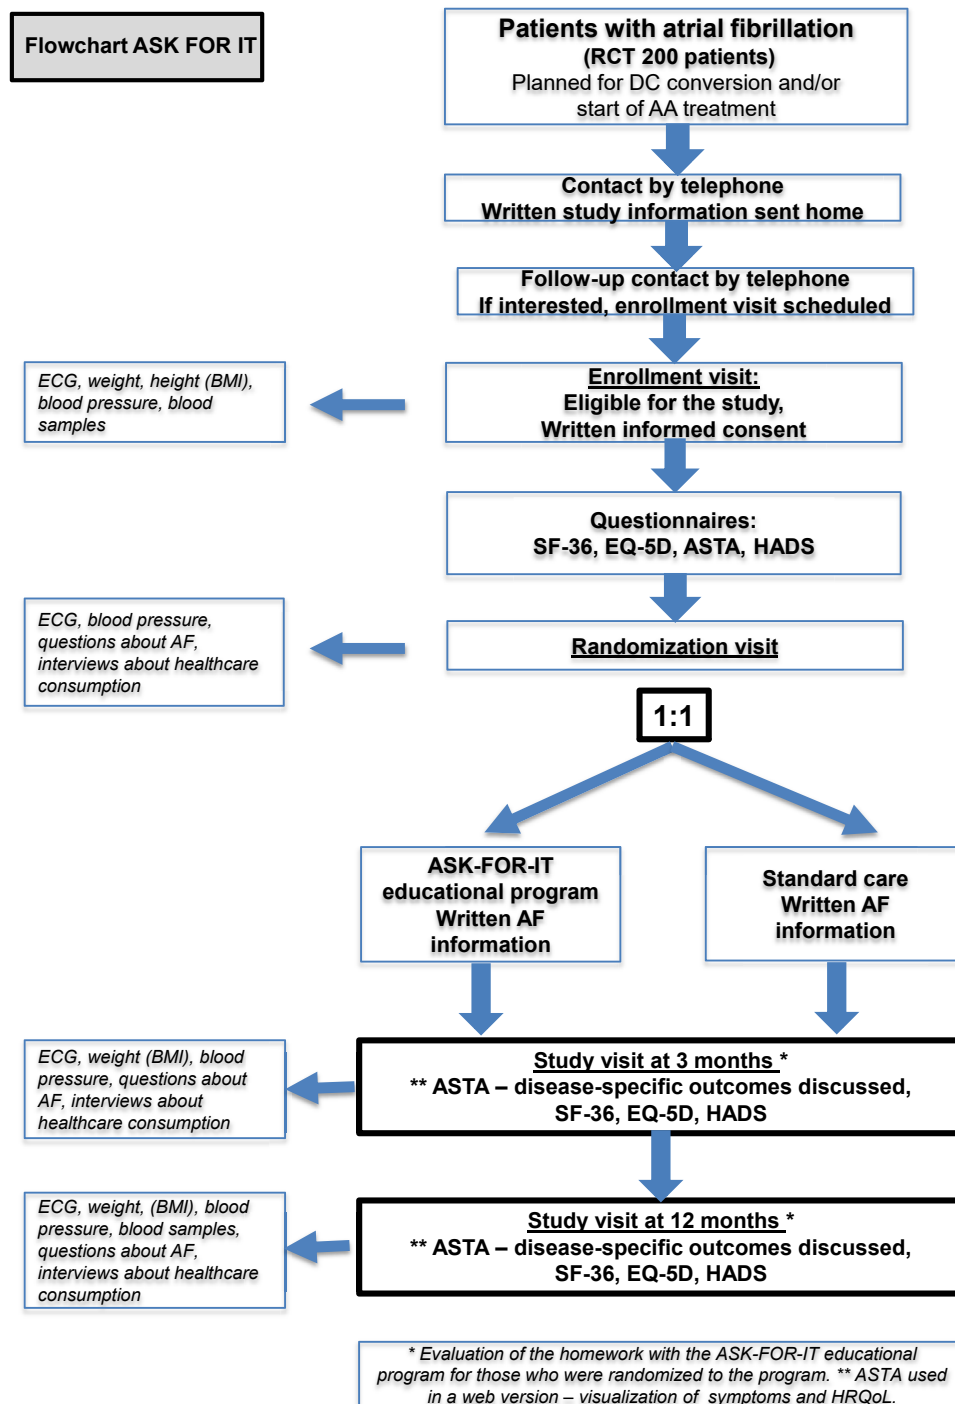 Flowchart ASK FOR IT
Patients with atrial fibrillation
(RCT 200 patients)
Planned for DC conversion and/or
start of AA treatment
Contact by telephone
Written study information sent home
Follow-up contact by telephone
If interested, enrollment visit scheduled
ECG, weight, height (BMI),
blood pressure, blood
samples
Enrollment visit:
Eligible for the study,
Written informed consent
Questionnaires:
SF-36, EQ-5D, ASTA, HADS
ECG, blood pressure,
questions about AF,
interviews about healthcare
consumption
Randomization visit
1:1
ASK-FOR-IT
educational program
Written AF
information
Standard care
Written AF
information
ECG, weight (BMI), blood
pressure, questions about
AF, interviews about
healthcare consumption
Study visit at 3 months *
** ASTA – disease-specific outcomes discussed,
SF-36, EQ-5D, HADS
ECG, weight, (BMI), blood
pressure, blood samples,
questions about AF,
interviews about healthcare
consumption
Study visit at 12 months *
** ASTA – disease-specific outcomes discussed,
SF-36, EQ-5D, HADS
* Evaluation of the homework with the ASK-FOR-IT educational
program for those who were randomized to the program. ** ASTA used
in a web version – visualization of symptoms and HRQoL.